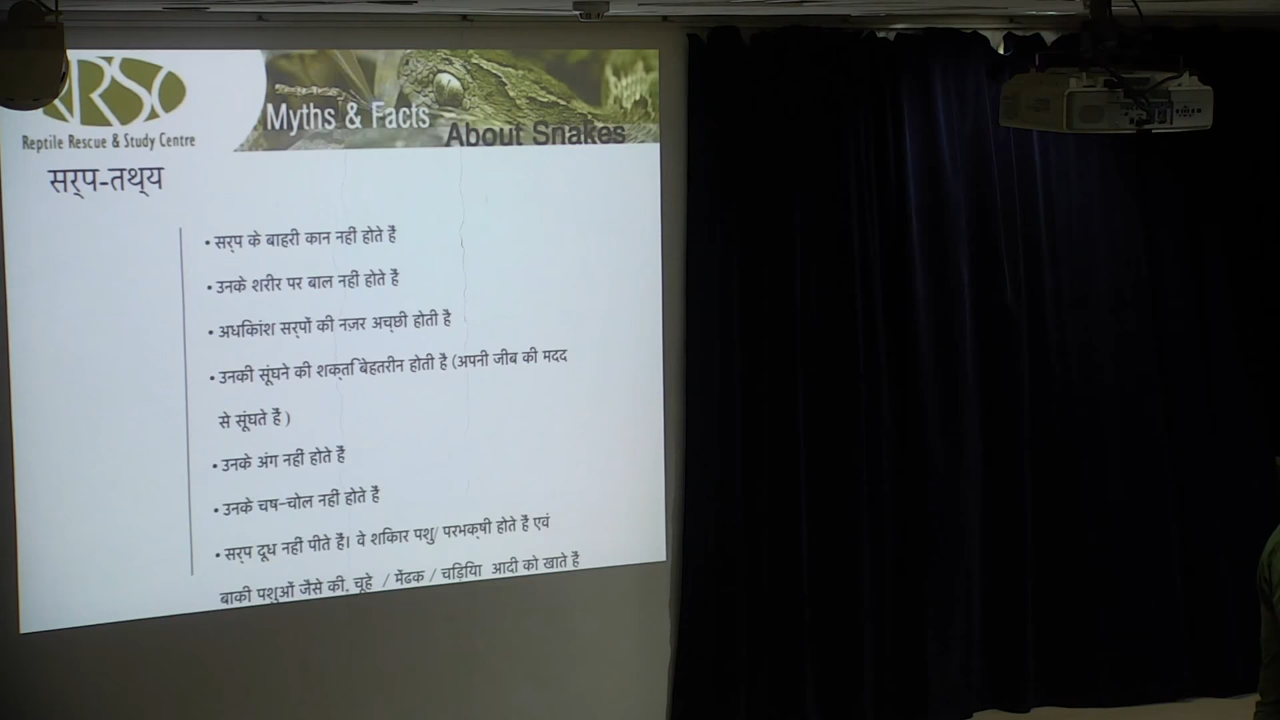 RRSC
Reptile Rescue & Study Centre
Myths & Facts
About Snakes
सर्प-तथ्य
• सर्प के बाहरी कान नहीं होते हैं
• उनके शरीर पर बाल नहीं होते हैं
• अधकिांश सर्पों की नज़र अच्छी होती है
• उनकी सूंघने की शक्ताि बेहतरीन होती है (अपनी जीब की मदद
से सूंघते हैं )
• उनके अंग नहीं होते हैं
• उनके चष-चोल नहीं होते हैं
• सर्प दूध नहीं पीते हैं। वे शकिार पशु/ परभक्षी होते हैं एवं
बाकी पशुओं जैसे की, चूहे / मेंढक / चड़ियिा आदी को खाते हैं